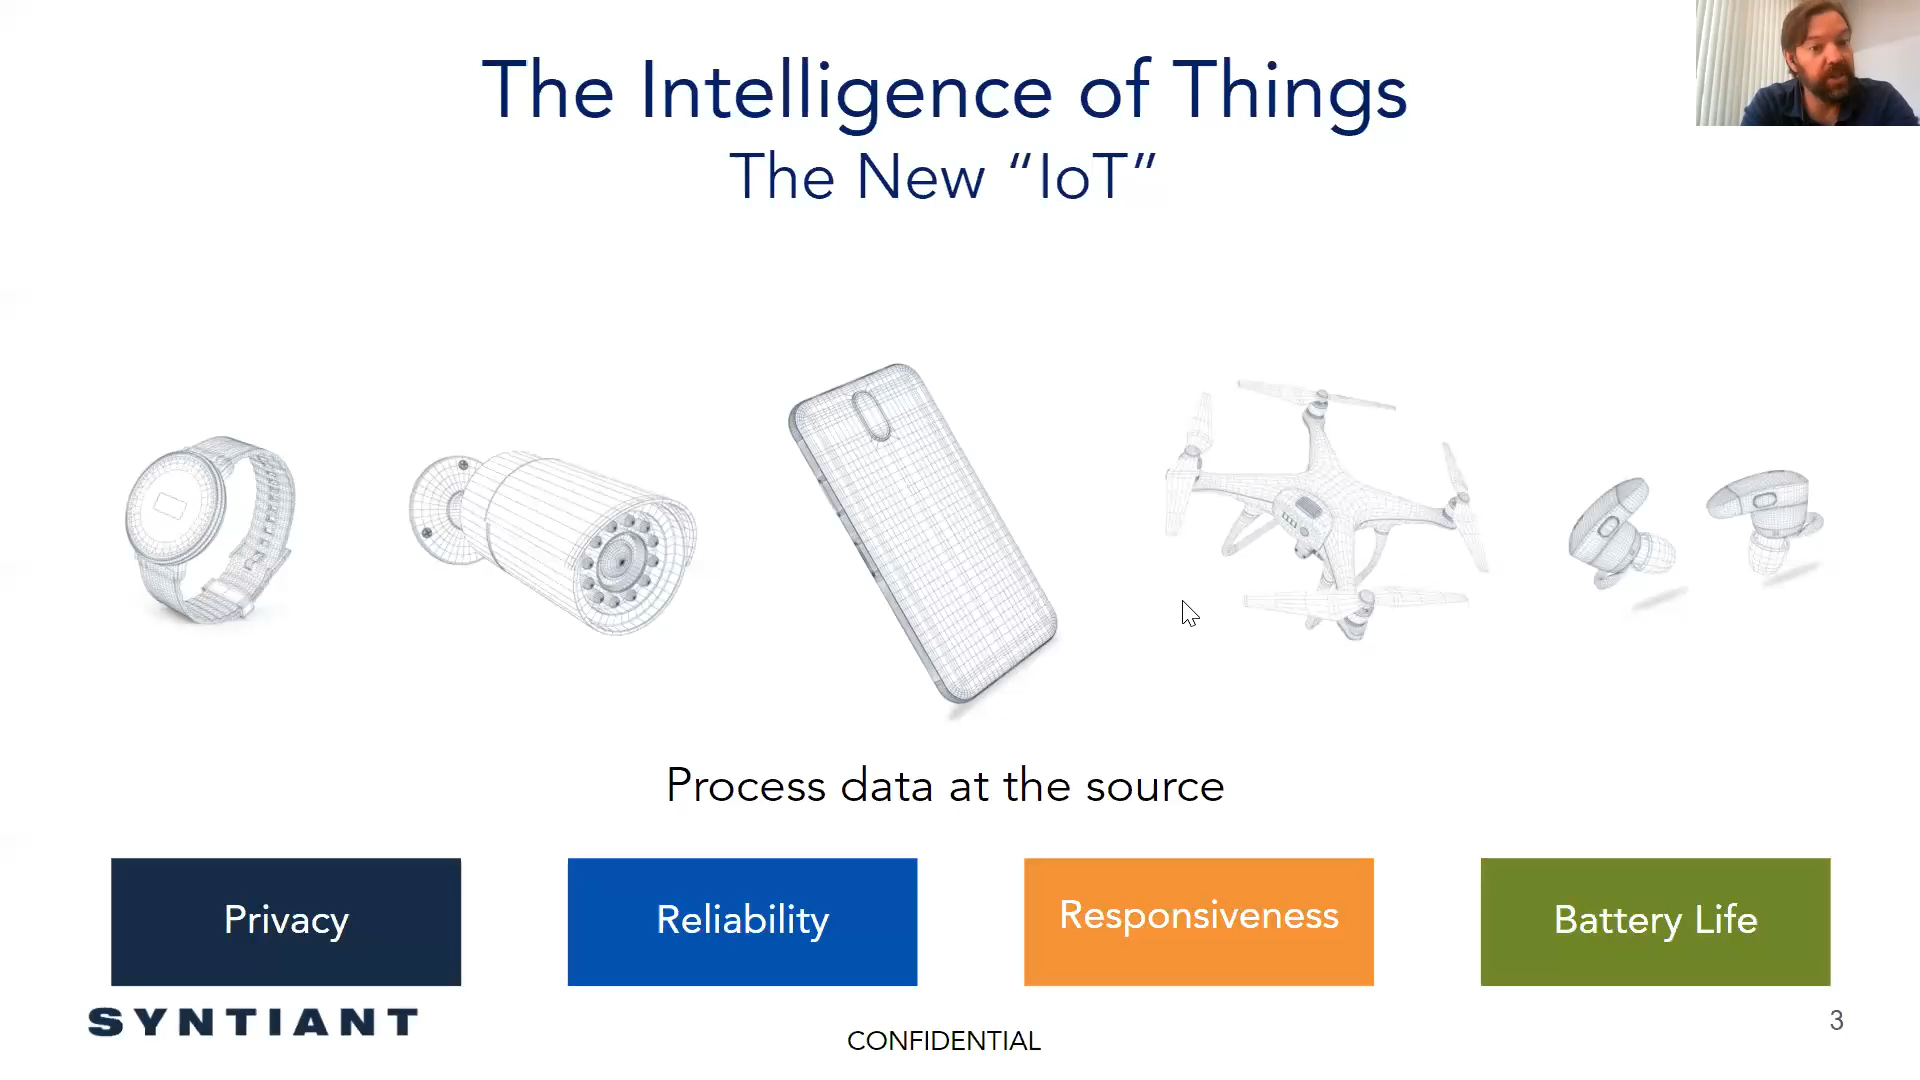 The Intelligence of Things
The New “IoT”
Process data at the source
Privacy
Reliability
Responsiveness
Battery Life
SYNTIANT
CONFIDENTIAL
3